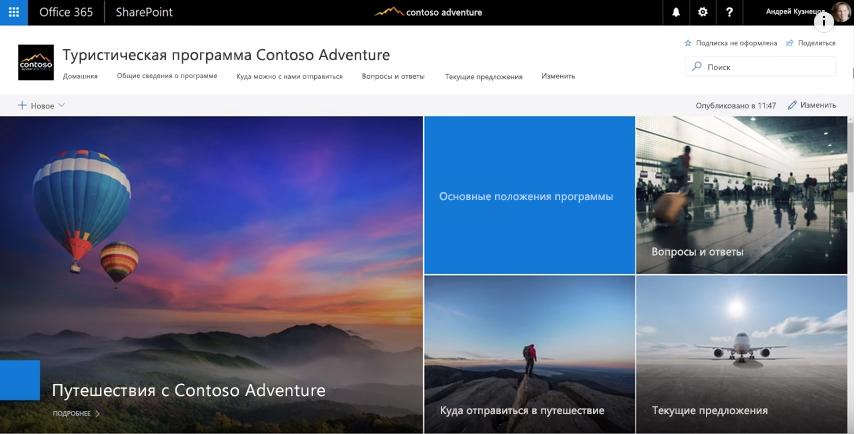 Office 365
SharePoint
contoso adventure
?
Андрей Кузнецов
contoso
Туристическая программа Contoso Adventure
Подписка не оформлена
Поделиться
Домашняя
Общие сведения о программе
Куда можно с нами отправиться
Вопросы и ответы
Текущие предложения
Изменить
Поиск
Новое
Опубликовано в 11:47
Изменить
Основные положения программы
Вопросы и ответы
Путешествия с Contoso Adventure
ПОДРОБНЕЕ
Куда отправиться в путешествие
Текущие предложения